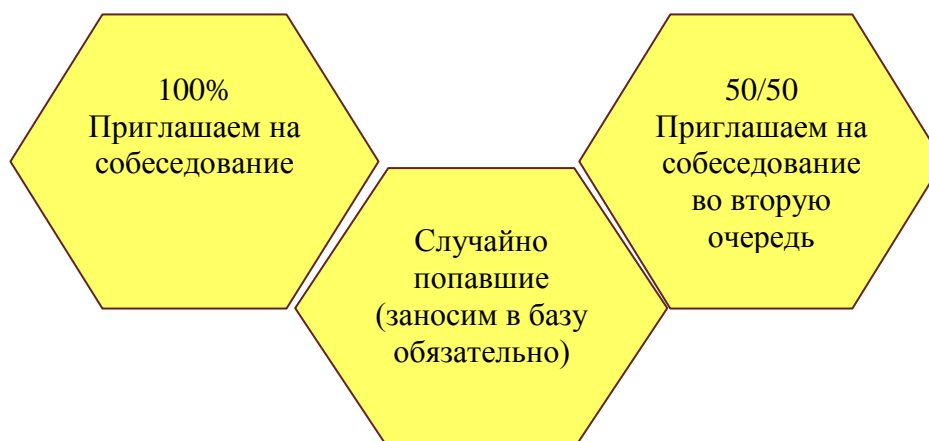 100%
Приглашаем на
собеседование
50/50
Приглашаем на
собеседование
во вторую
очередь
Случайно
попавшие
(заносим в базу
обязательно)